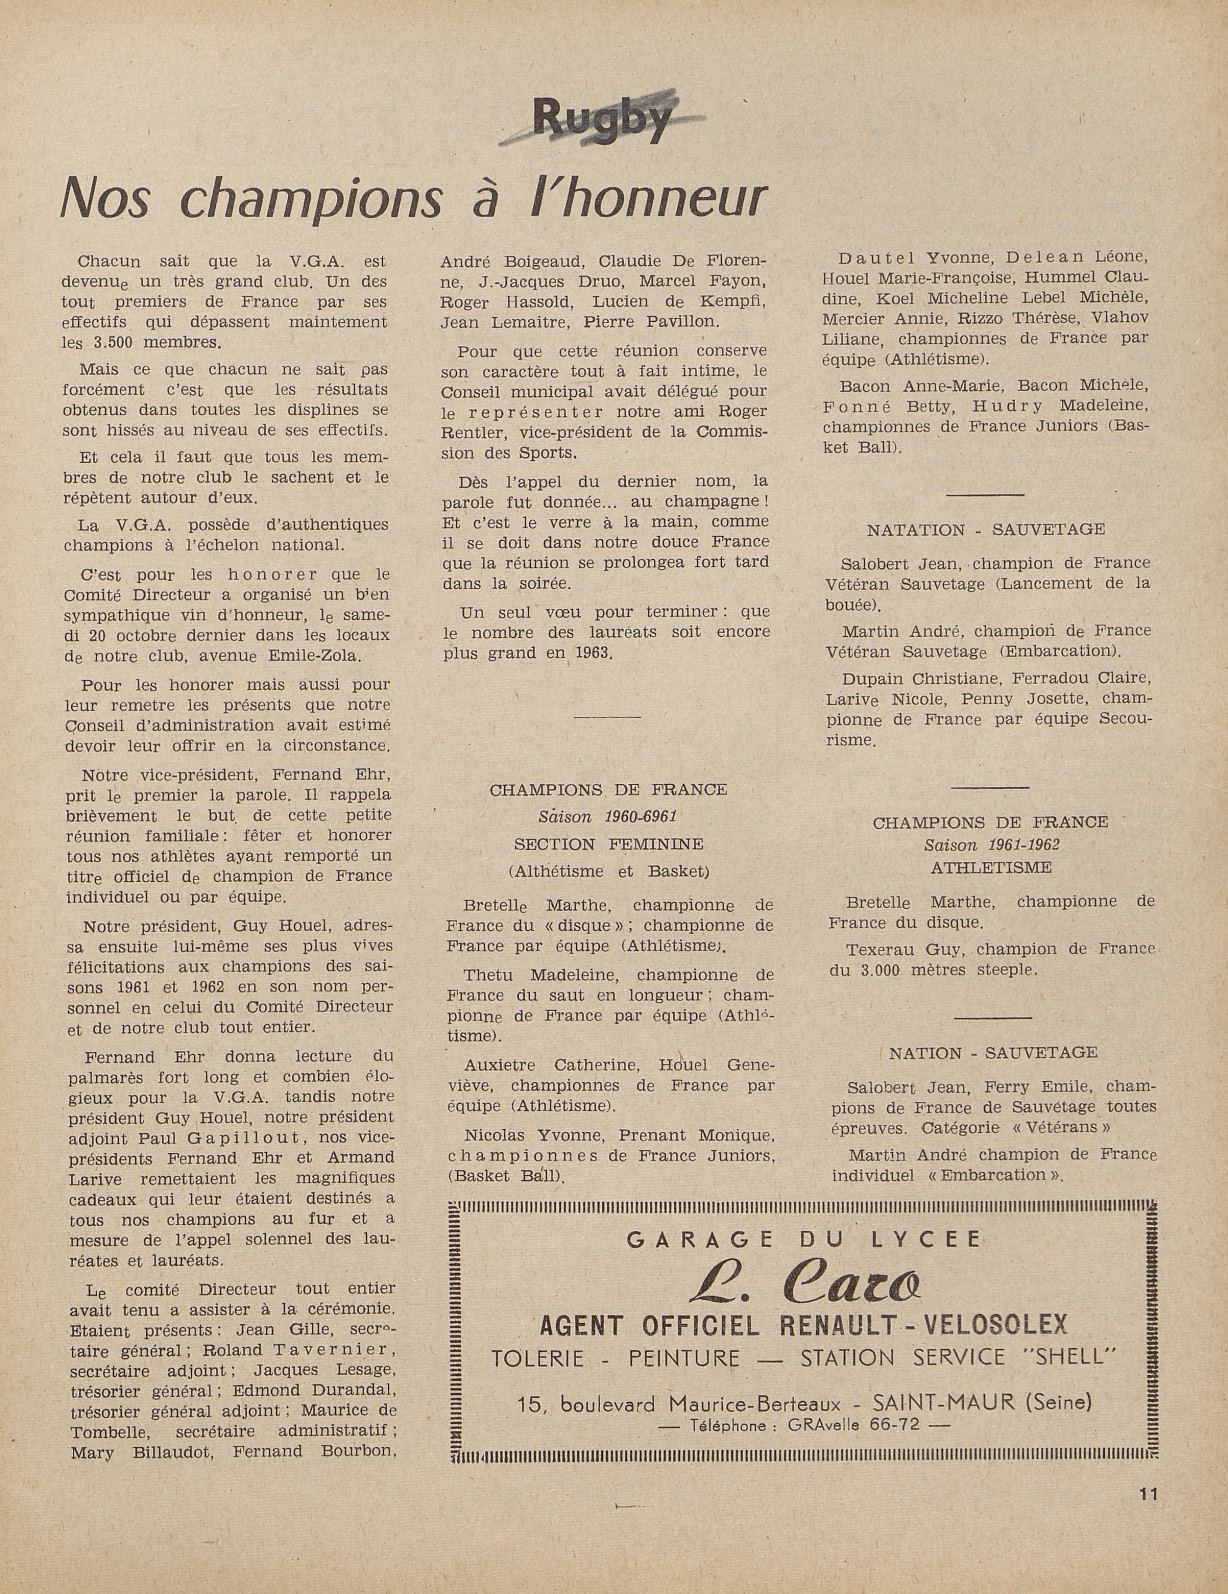 Rugby
Nos champions à l'honneur
Chacun sait que la V.G.A. est
devenue un très grand club. Un des
tout premiers de France par ses
effectifs qui dépassent maintement
les 3.500 membres.
Mais ce que chacun ne sait pas
forcément c'est que les résultats
obtenus dans toutes les displines se
sont hissés au niveau de ses effectifs.
Et cela il faut que tous les mem-
bres de notre club le sachent et le
répètent autour d'eux.
La V.G.A. possède d'authentiques
champions à l'échelon national.
C'est pour les honorer que le
Comité Directeur a organisé un bien
sympathique vin d'honneur, le same-
di 20 octobre dernier dans les locaux
de notre club, avenue Emile-Zola.
Pour les honorer mais aussi pour
leur remetre les présents que notre
Conseil d'administration avait estimé
devoir leur offrir en la circonstance.
Notre vice-président, Fernand Ehr,
prit le premier la parole. Il rappela
brièvement le but de cette petite
réunion familiale : fêter et honorer
tous nos athlètes ayant remporté un
titre officiel de champion de France
individuel ou par équipe.
Notre président, Guy Houel, adres-
sa ensuite lui-même ses plus vives
félicitations aux champions des sai-
sons 1961 et 1962 en son nom per-
sonnel en celui du Comité Directeur
et de notre club tout entier.
Fernand Ehr donna lecture du
palmarès fort long et combien élo-
gieux pour la V.G.A. tandis notre
président Guy Houel, notre président
adjoint Paul Gapillout, nos vice-
présidents Fernand Ehr et Armand
Larive remettaient les magnifiques
cadeaux qui leur étaient destinés a
tous nos champions au fur et a
mesure de l'appel solennel des lau-
réates et lauréats.
Le comité Directeur tout entier
avait tenu a assister à la cérémonie.
Etaient présents : Jean Gille, secré-
taire général ; Roland Tavernier,
secrétaire adjoint ; Jacques Lesage,
trésorier général ; Edmond Durandal,
trésorier général adjoint ; Maurice de
Tombelle, secrétaire administratif ;
Mary Billaudot, Fernand Bourbon,
André Boigeaud, Claudie De Floren-
ne, J.-Jacques Druo, Marcel Fayon,
Roger Hassold, Lucien de Kempfi,
Jean Lemaitre, Pierre Pavillon.
Pour que cette réunion conserve
son caractère tout à fait intime, le
Conseil municipal avait délégué pour
le représenter notre ami Roger
Rentler, vice-président de la Commis-
sion des Sports.
Dès l'appel du dernier nom, la
parole fut donnée... au champagne !
Et c'est le verre à la main, comme
il se doit dans notre douce France
que la réunion se prolongea fort tard
dans la soirée.
Un seul vœu pour terminer : que
le nombre des lauréats soit encore
plus grand en 1963.
CHAMPIONS DE FRANCE
Saison 1960-6961
SECTION FEMININE
(Althétisme et Basket)
Bretelle Marthe, championne de
France du « disque » ; championne de
France par équipe (Athlétisme).
Thetu Madeleine, championne de
France du saut en longueur ; cham-
pionne de France par équipe (Athlé-
tisme).
Auxietre Catherine, Houel Gene-
viève, championnes de France par
équipe (Athlétisme).
Nicolas Yvonne, Prenant Monique,
championnes de France Juniors,
(Basket Ball).
Dautel Yvonne, Delean Léone,
Houel Marie-Françoise, Hummel Clau-
dine, Koel Micheline Lebel Michèle,
Mercier Annie, Rizzo Thérèse, Vlahov
Liliane, championnes de France par
équipe (Athlétisme).
Bacon Anne-Marie, Bacon Michèle,
Fonné Betty, Hudry Madeleine,
championnes de France Juniors (Bas-
ket Ball).
NATATION - SAUVETAGE
Salobert Jean, champion de France
Vétéran Sauvetage (Lancement de la
bouée).
Martin André, champion de France
Vétéran Sauvetage (Embarcation).
Dupain Christiane, Ferradou Claire,
Larive Nicole, Penny Josette, cham-
pionne de France par équipe Secou-
risme.
CHAMPIONS DE FRANCE
Saison 1961-1962
ATHLETISME
Bretelle Marthe, championne de
France du disque.
Texerau Guy, champion de France
du 3.000 mètres steeple.
NATION - SAUVETAGE
Salobert Jean, Ferry Emile, cham-
pions de France de Sauvetage toutes
épreuves. Catégorie « Vétérans »
Martin André champion de France
individuel « Embarcation ».
GARAGE DU LYCEE
L. Caro
AGENT OFFICIEL RENAULT - VELOSOLEX
TOLERIE - PEINTURE — STATION SERVICE "SHELL"
15, boulevard Maurice-Berteaux - SAINT-MAUR (Seine)
— Téléphone : GRAvelle 66-72 —
11